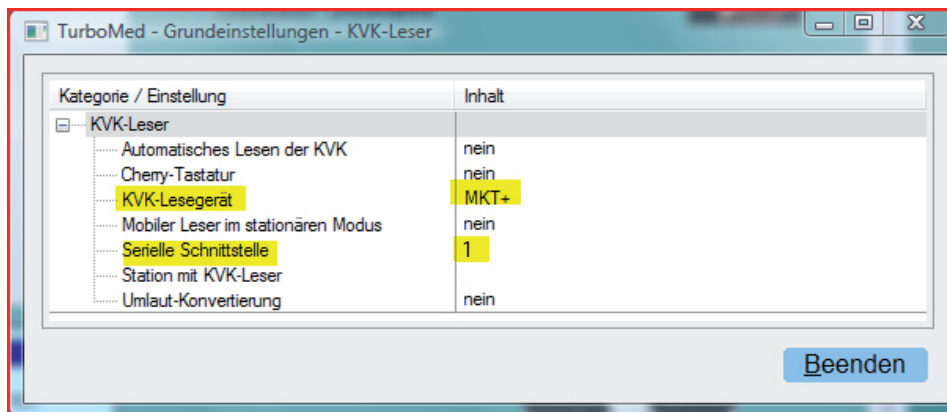 TurboMed - Grundeinstellungen - KVK-Leser
Kategorie / Einstellung Inhalt
KVK-Leser
Automatisches Lesen der KVK nein
Cherry-Tastatur nein
KVK-Lesegerät MKT+
Mobiler Leser im stationären Modus nein
Serielle Schnittstelle 1
Station mit KVK-Leser
Umlaut-Konvertierung nein
Beenden